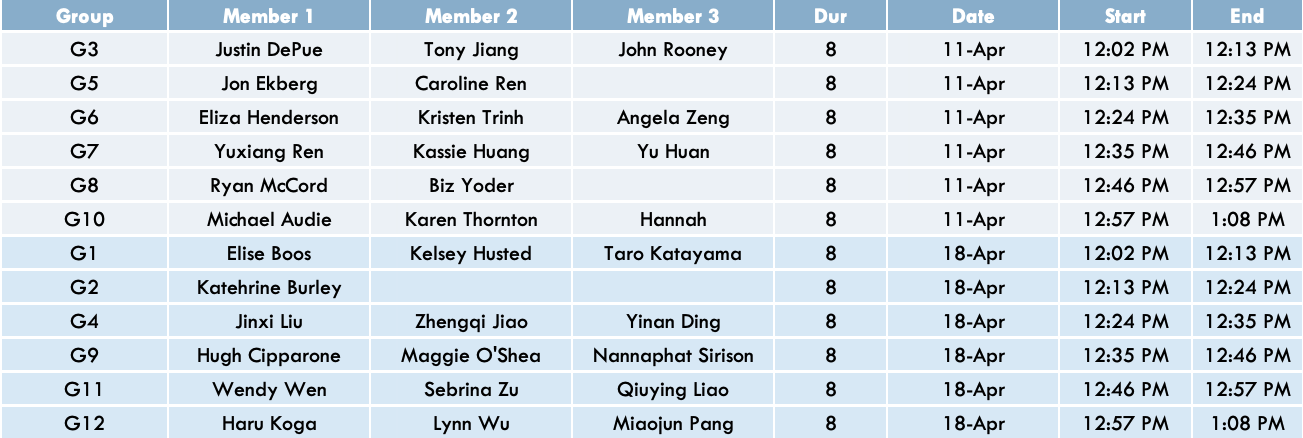 Group Member 1 Member 2 Member 3 Dur Date Start End
G3 Justin DePue Tony Jiang John Rooney 8 11-Apr 12:02 PM 12:13 PM
G5 Jon Ekberg Caroline Ren 8 11-Apr 12:13 PM 12:24 PM
G6 Eliza Henderson Kristen Trinh Angela Zeng 8 11-Apr 12:24 PM 12:35 PM
G7 Yuxiang Ren Kassie Huang Yu Huan 8 11-Apr 12:35 PM 12:46 PM
G8 Ryan McCord Biz Yoder 8 11-Apr 12:46 PM 12:57 PM
G10 Michael Audie Karen Thornton Hannah 8 11-Apr 12:57 PM 1:08 PM
G1 Elise Boos Kelsey Husted Taro Katayama 8 18-Apr 12:02 PM 12:13 PM
G2 Katehrine Burley 8 18-Apr 12:13 PM 12:24 PM
G4 Jinxi Liu Zhengqi Jiao Yinan Ding 8 18-Apr 12:24 PM 12:35 PM
G9 Hugh Cipparone Maggie O'Shea Nannaphat Sirison 8 18-Apr 12:35 PM 12:46 PM
G11 Wendy Wen Sebrina Zu Qiuying Liao 8 18-Apr 12:46 PM 12:57 PM
G12 Haru Koga Lynn Wu Miaojun Pang 8 18-Apr 12:57 PM 1:08 PM